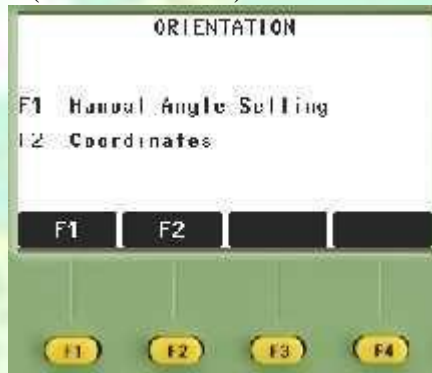 ORIENTATION
F1 Manual Angle Setting
F2 Coordinates
F1 F2
F1 F2 F3 F4